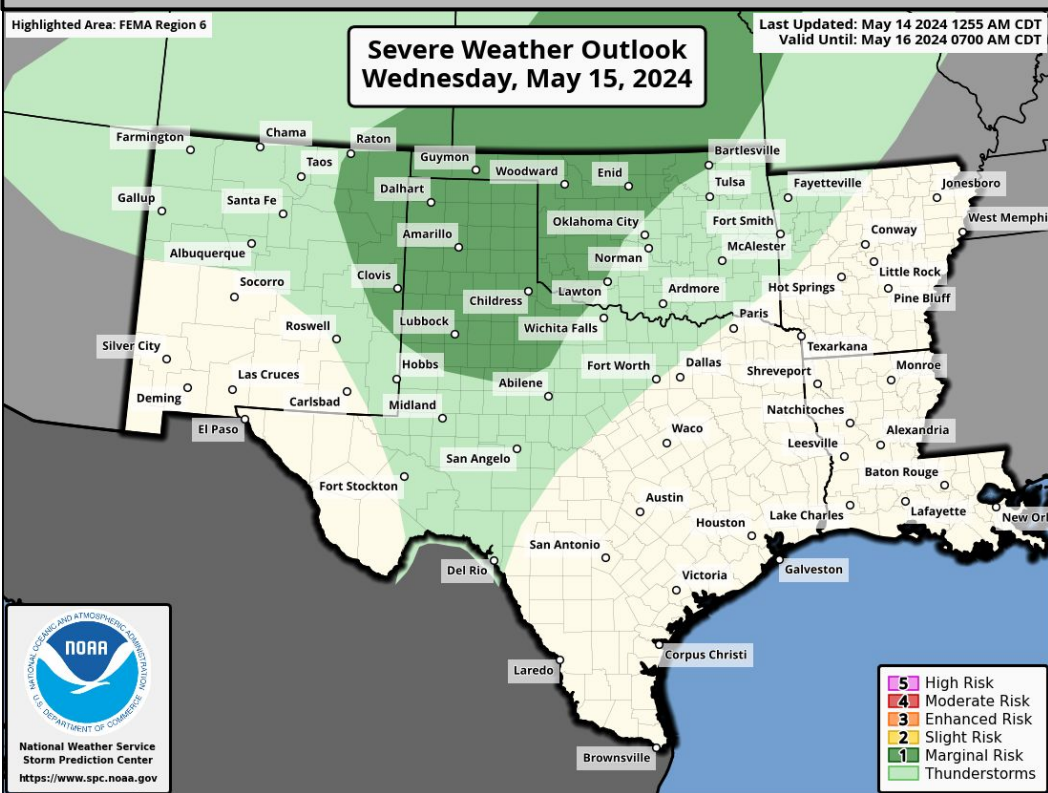 Highlighted Area: FEMA Region 6
Severe Weather Outlook
Wednesday, May 15, 2024
Last Updated: May 14 2024 1255 AM CDT
Valid Until: May 16 2024 0700 AM CDT
Farmington
Chama
Raton
Taos
Guymon
Woodward
Enid
Bartlesville
Gallup
Santa Fe
Dalhart
Tulsa
Fayetteville
Jonesboro
Albuquerque
Amarillo
Oklahoma City
Fort Smith
Conway
West Memphi
Norman
McAlester
Socorro
Clovis
Childress
Lawton
Ardmore
Hot Springs
Little Rock
Pine Bluff
Roswell
Lubbock
Wichita Falls
Paris
Texarkana
Silver City
Hobbs
Fort Worth
Dallas
Shreveport
Monroe
Las Cruces
Deming
Carlsbad
Midland
Abilene
Natchitoches
El Paso
Waco
Leesville
Alexandria
San Angelo
Baton Rouge
Fort Stockton
Austin
Houston
Lake Charles
Lafayette
New Orl
San Antonio
Del Rio
Galveston
Victoria
Corpus Christi
Laredo
Brownsville
NATIONAL OCEANIC AND ATMOSPHERIC ADMINISTRATION
NOAA
U.S. DEPARTMENT OF COMMERCE
National Weather Service
Storm Prediction Center
https://www.spc.noaa.gov
5 High Risk
4 Moderate Risk
3 Enhanced Risk
2 Slight Risk
1 Marginal Risk
Thunderstorms